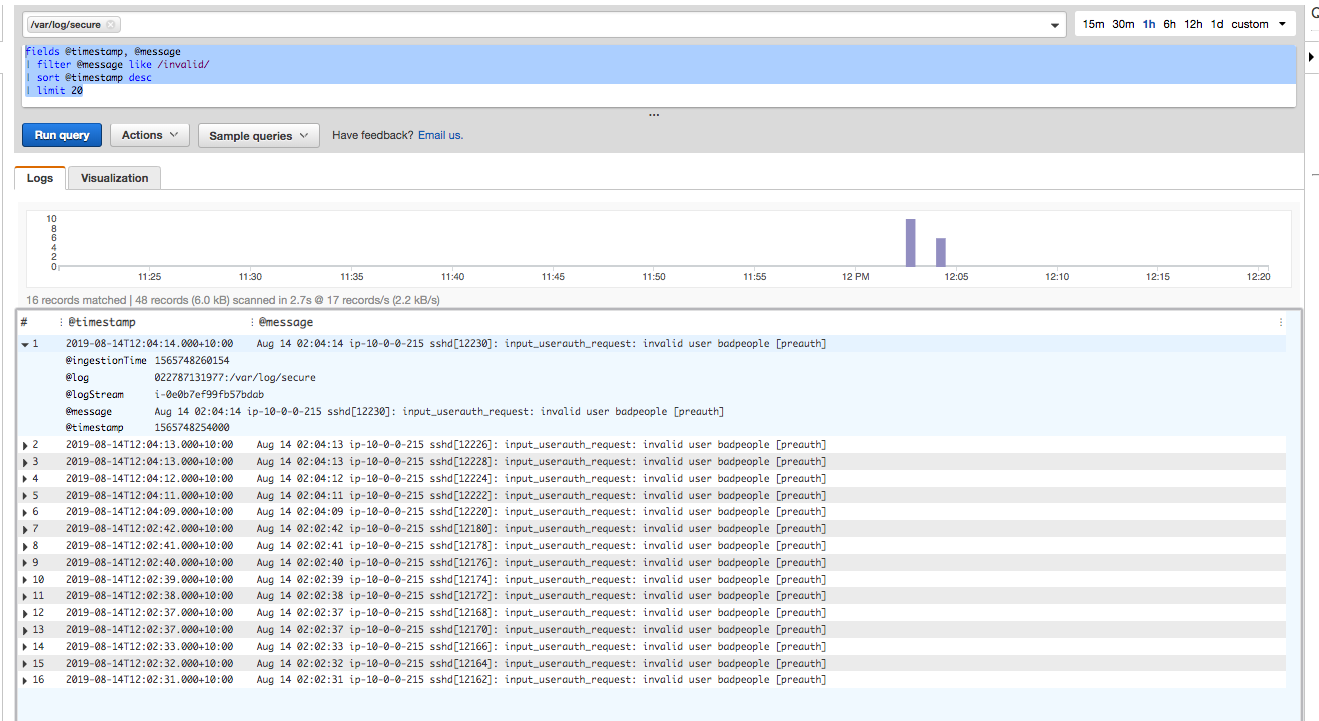 /var/log/secure
15m 30m 1h 6h 12h 1d custom
fields @timestamp, @message
| filter @message like /invalid/
| sort @timestamp desc
| limit 20
Run query Actions Sample queries Have feedback? Email us.
Logs Visualization
10
8
6
4
2
0
11:25 11:30 11:35 11:40 11:45 11:50 11:55 12 PM 12:05 12:10 12:15 12:20
16 records matched | 48 records (6.0 kB) scanned in 2.7s @ 17 records/s (2.2 kB/s)
# @timestamp @message
1 2019-08-14T12:04:14.000+10:00 Aug 14 02:04:14 ip-10-0-0-215 sshd[12230]: input_userauth_request: invalid user badpeople [preauth]
@ingestionTime 1565748260154
@log 022787131977:/var/log/secure
@logStream i-0e0b7ef99fb57bdab
@message Aug 14 02:04:14 ip-10-0-0-215 sshd[12230]: input_userauth_request: invalid user badpeople [preauth]
@timestamp 1565748254000
2 2019-08-14T12:04:13.000+10:00 Aug 14 02:04:13 ip-10-0-0-215 sshd[12226]: input_userauth_request: invalid user badpeople [preauth]
3 2019-08-14T12:04:13.000+10:00 Aug 14 02:04:13 ip-10-0-0-215 sshd[12228]: input_userauth_request: invalid user badpeople [preauth]
4 2019-08-14T12:04:12.000+10:00 Aug 14 02:04:12 ip-10-0-0-215 sshd[12224]: input_userauth_request: invalid user badpeople [preauth]
5 2019-08-14T12:04:11.000+10:00 Aug 14 02:04:11 ip-10-0-0-215 sshd[12222]: input_userauth_request: invalid user badpeople [preauth]
6 2019-08-14T12:04:09.000+10:00 Aug 14 02:04:09 ip-10-0-0-215 sshd[12220]: input_userauth_request: invalid user badpeople [preauth]
7 2019-08-14T12:02:42.000+10:00 Aug 14 02:02:42 ip-10-0-0-215 sshd[12180]: input_userauth_request: invalid user badpeople [preauth]
8 2019-08-14T12:02:41.000+10:00 Aug 14 02:02:41 ip-10-0-0-215 sshd[12178]: input_userauth_request: invalid user badpeople [preauth]
9 2019-08-14T12:02:40.000+10:00 Aug 14 02:02:40 ip-10-0-0-215 sshd[12176]: input_userauth_request: invalid user badpeople [preauth]
10 2019-08-14T12:02:39.000+10:00 Aug 14 02:02:39 ip-10-0-0-215 sshd[12174]: input_userauth_request: invalid user badpeople [preauth]
11 2019-08-14T12:02:38.000+10:00 Aug 14 02:02:38 ip-10-0-0-215 sshd[12172]: input_userauth_request: invalid user badpeople [preauth]
12 2019-08-14T12:02:37.000+10:00 Aug 14 02:02:37 ip-10-0-0-215 sshd[12168]: input_userauth_request: invalid user badpeople [preauth]
13 2019-08-14T12:02:37.000+10:00 Aug 14 02:02:37 ip-10-0-0-215 sshd[12170]: input_userauth_request: invalid user badpeople [preauth]
14 2019-08-14T12:02:33.000+10:00 Aug 14 02:02:33 ip-10-0-0-215 sshd[12166]: input_userauth_request: invalid user badpeople [preauth]
15 2019-08-14T12:02:32.000+10:00 Aug 14 02:02:32 ip-10-0-0-215 sshd[12164]: input_userauth_request: invalid user badpeople [preauth]
16 2019-08-14T12:02:31.000+10:00 Aug 14 02:02:31 ip-10-0-0-215 sshd[12162]: input_userauth_request: invalid user badpeople [preauth]